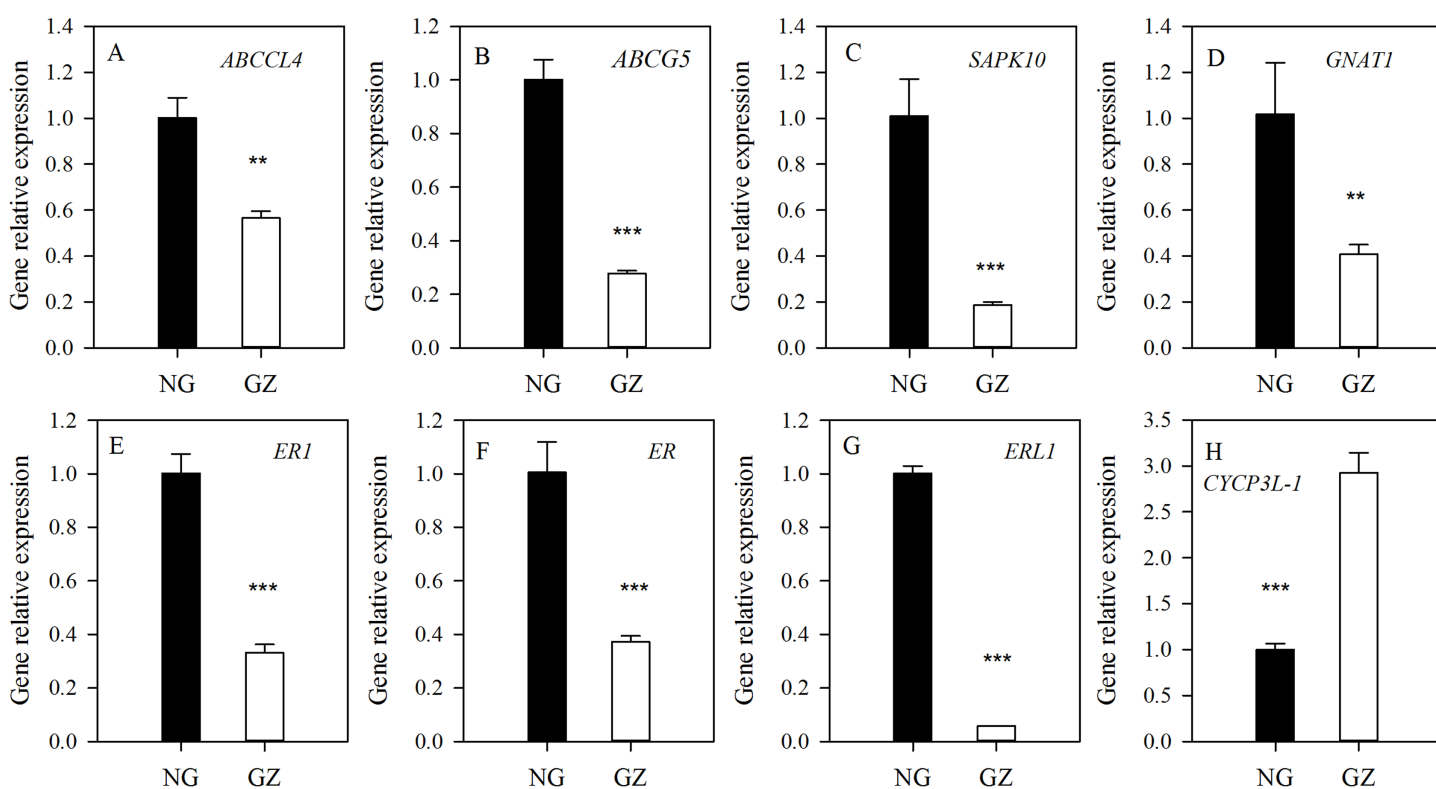 A
ABCCL4
Gene relative expression
1.4
1.2
1.0
0.8
0.6
0.4
0.2
0.0
**
NG GZ
B
ABCG5
Gene relative expression
1.2
1.0
0.8
0.6
0.4
0.2
0.0
***
NG GZ
C
SAPK10
Gene relative expression
1.4
1.2
1.0
0.8
0.6
0.4
0.2
0.0
***
NG GZ
D
GNAT1
Gene relative expression
1.4
1.2
1.0
0.8
0.6
0.4
0.2
0.0
**
NG GZ
E
ER1
Gene relative expression
1.2
1.0
0.8
0.6
0.4
0.2
0.0
***
NG GZ
F
ER
Gene relative expression
1.2
1.0
0.8
0.6
0.4
0.2
0.0
***
NG GZ
G
ERL1
Gene relative expression
1.2
1.0
0.8
0.6
0.4
0.2
0.0
***
NG GZ
H
CYCP3L-1
Gene relative expression
3.5
3.0
2.5
2.0
1.5
1.0
0.5
0.0
***
NG GZ